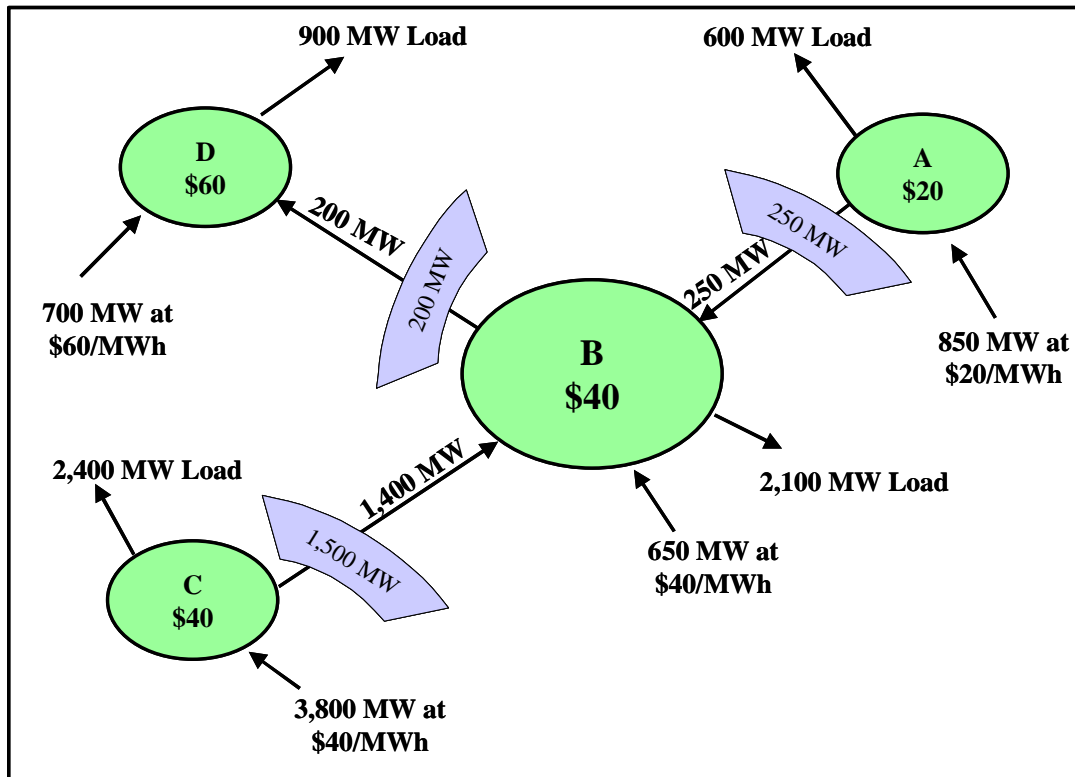 900 MW Load
600 MW Load
D
$60
A
$20
200 MW
200 MW
250 MW
250 MW
700 MW at
$60/MWh
850 MW at
$20/MWh
B
$40
2,400 MW Load
1,400 MW
1,500 MW
2,100 MW Load
C
$40
650 MW at
$40/MWh
3,800 MW at
$40/MWh